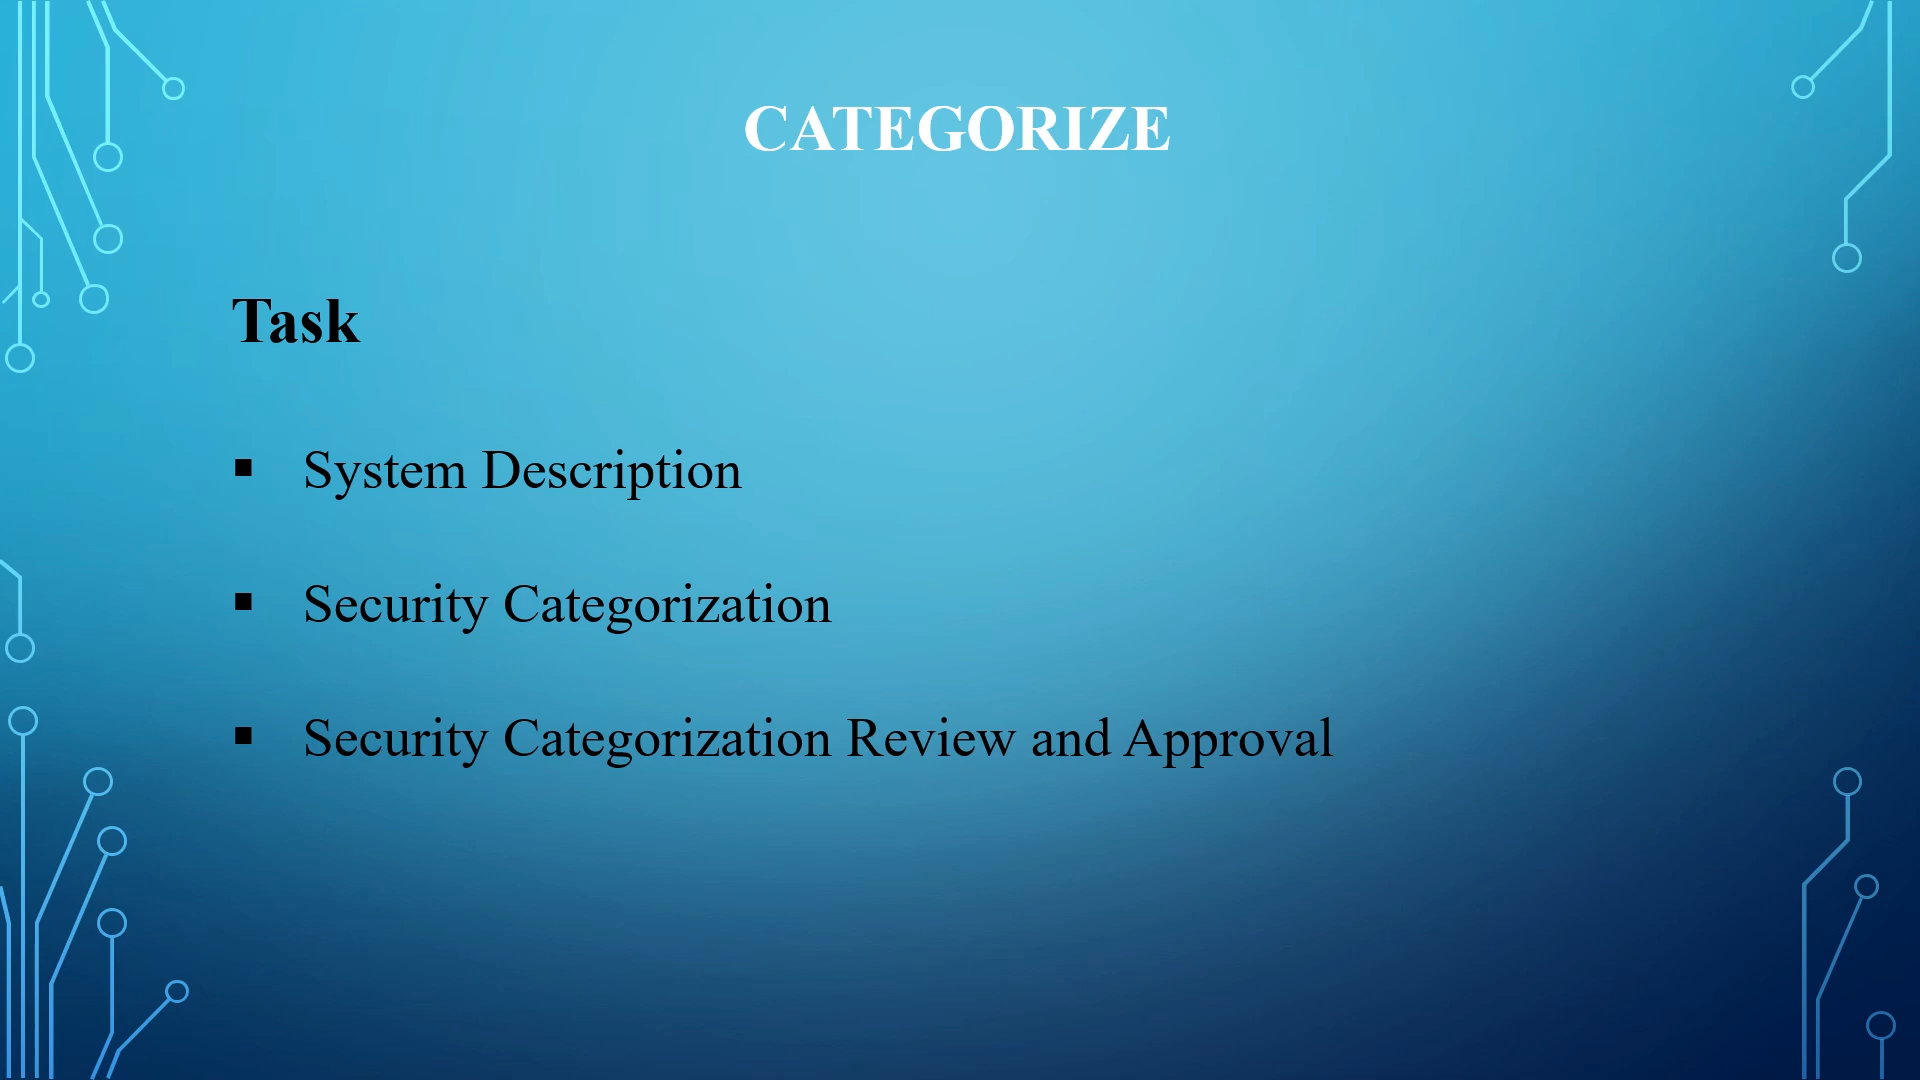 CATEGORIZE
Task
▪ System Description
▪ Security Categorization
▪ Security Categorization Review and Approval